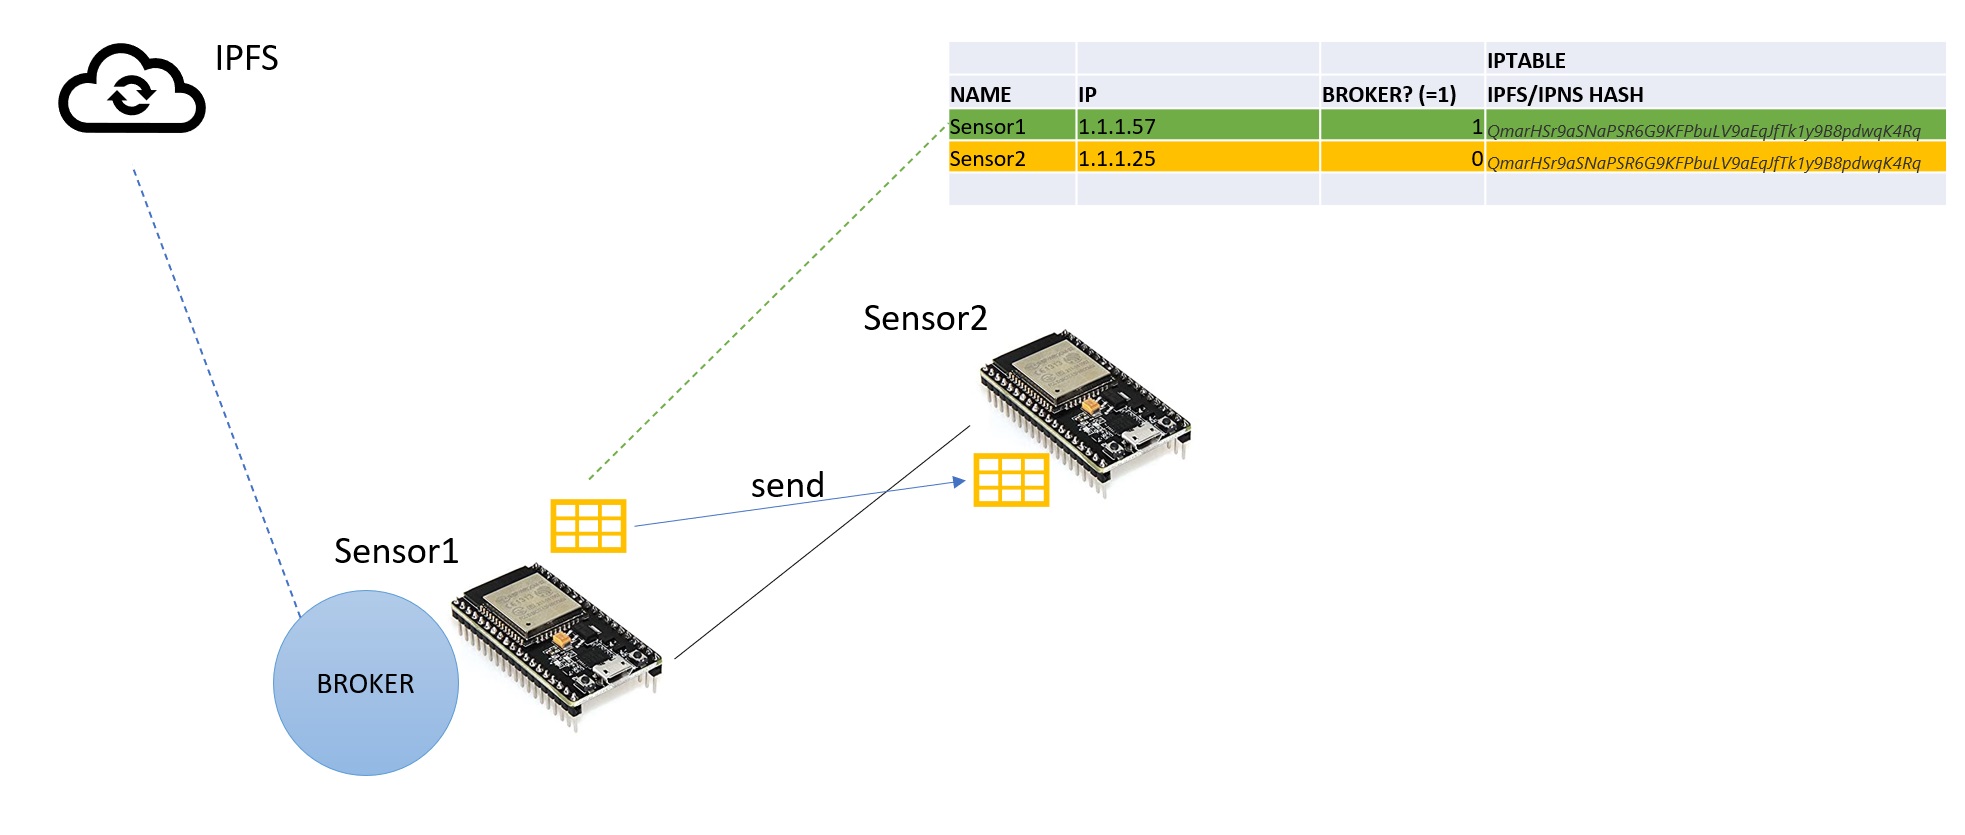 IPFS
IPTABLE
NAME IP BROKER? (=1) IPFS/IPNS HASH
Sensor1 1.1.1.57 1 QmarHSr9aSNaPSR6G9KFPbuLV9aEqJfTk1y9B8pdwqK4Rq
Sensor2 1.1.1.25 0 QmarHSr9aSNaPSR6G9KFPbuLV9aEqJfTk1y9B8pdwqK4Rq
Sensor2
send
Sensor1
BROKER